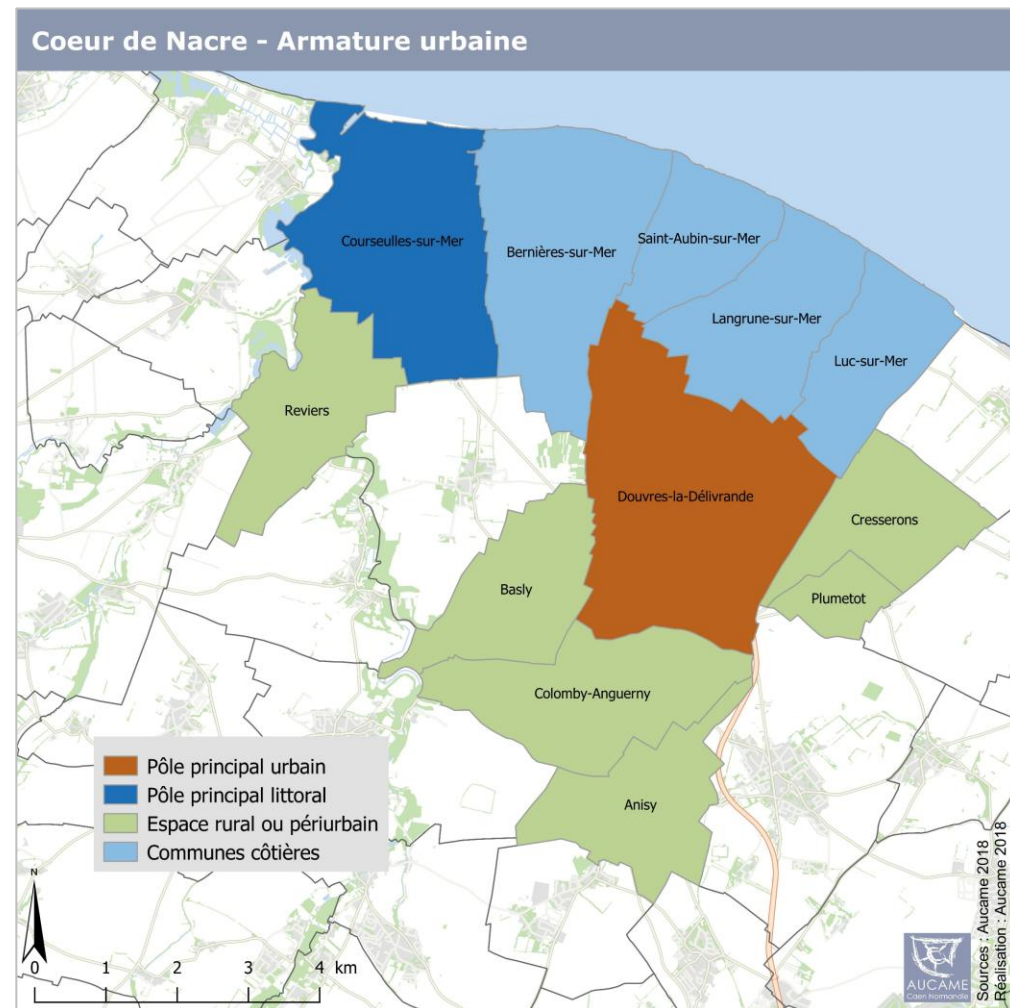 Coeur de Nacre - Armature urbaine
Courseulles-sur-Mer
Bernières-sur-Mer
Saint-Aubin-sur-Mer
Langrune-sur-Mer
Luc-sur-Mer
Reviers
Douvres-la-Délivrande
Cresserons
Basly
Plumetot
Colomby-Anguerny
Anisy
Pôle principal urbain
Pôle principal littoral
Espace rural ou périurbain
Communes côtières
N
0 1 2 3 4 km
Sources : Aucame 2018
Réalisation : Aucame 2018
AUCAME
Caen Normandie